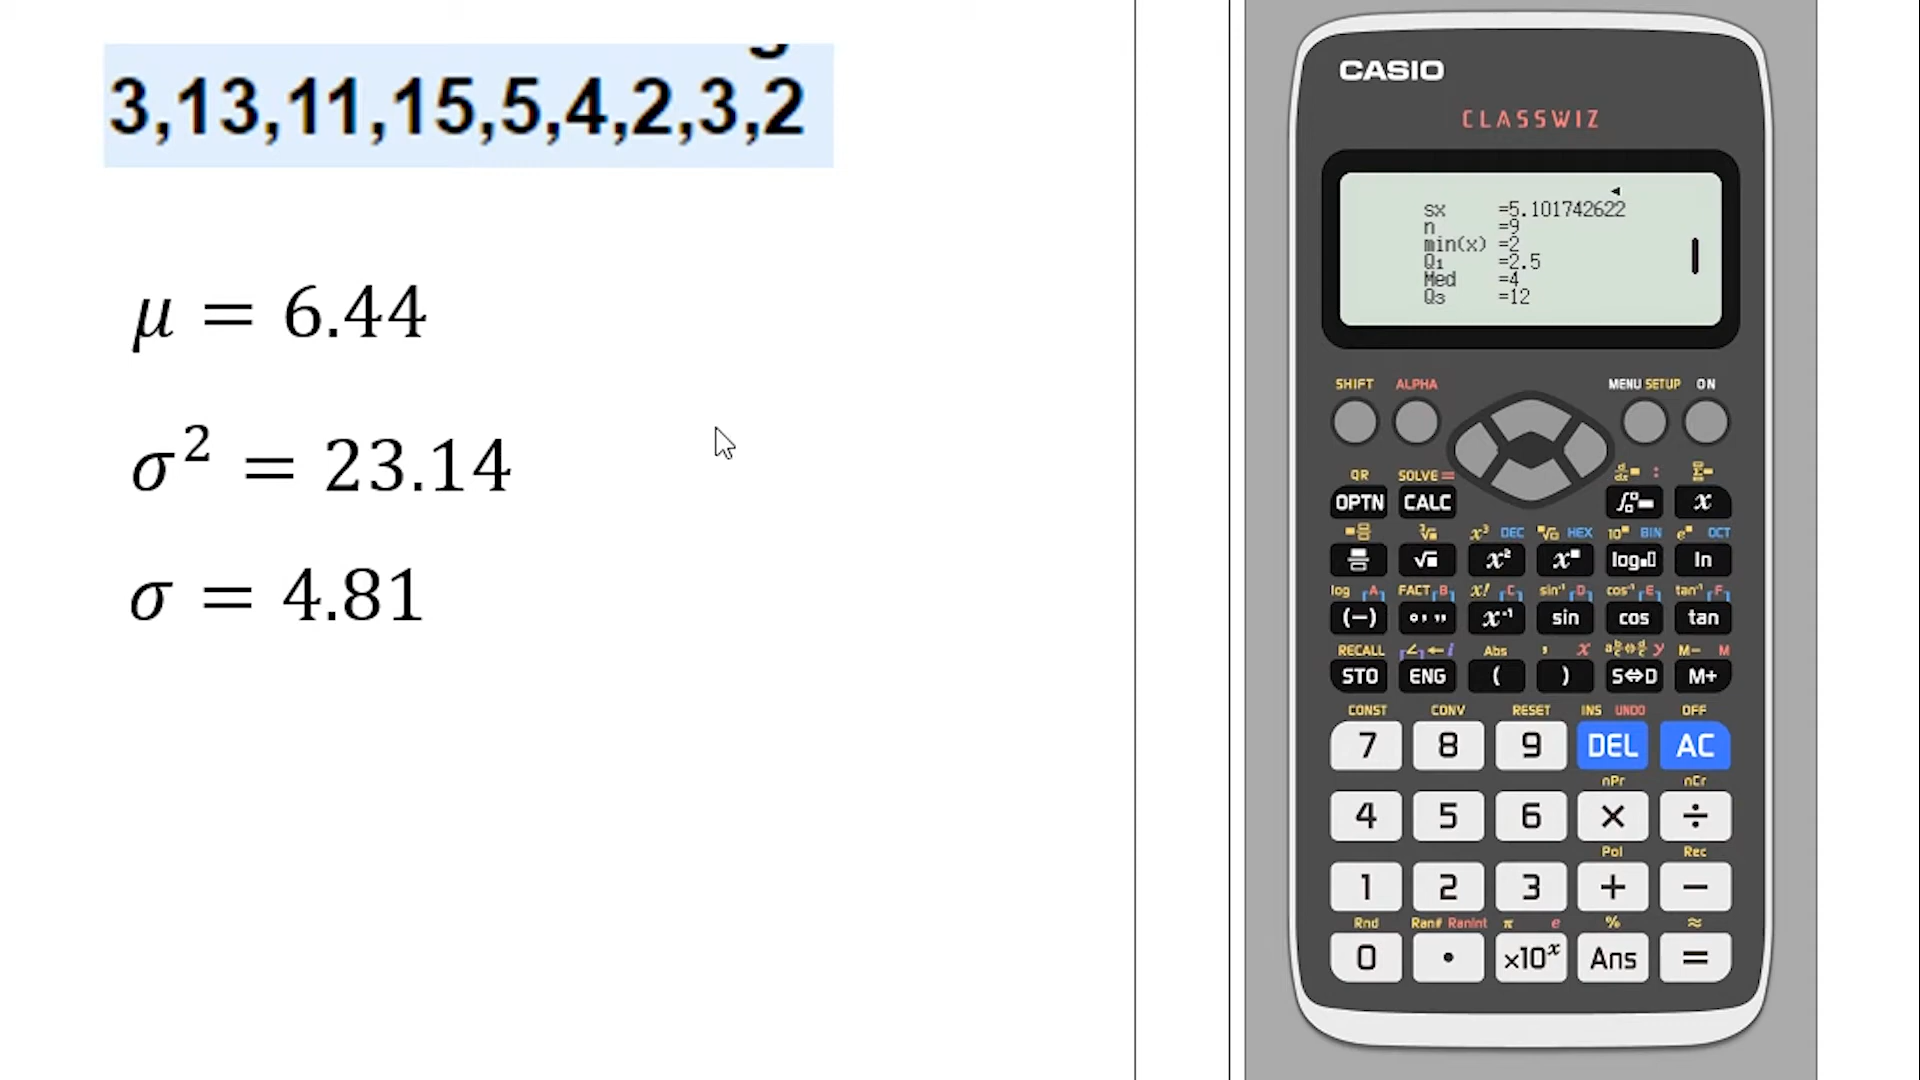 3,13,11,15,5,4,2,3,2
μ = 6.44
σ² = 23.14
σ = 4.81
CASIO
CLASSWIZ
sx =5.101742622
n =9
min(x) =2
Q₁ =2.5
Med =4
Q₃ =12
SHIFT ALPHA MENU SETUP ON
QR SOLVE =
OPTN CALC x
x³ DEC HEX 10■ BIN e■ OCT
√■ x² x■ ln
log A FACT B x! C sin⁻¹ D cos⁻¹ E tan⁻¹ F
(−) x⁻¹ sin cos tan
RECALL ∠ ← i Abs , x y M− M
STO ENG ( ) S⇔D M+
CONST CONV RESET INS UNDO OFF
7 8 9 DEL AC
nPr nCr
4 5 6 × ÷
Pol Rec
1 2 3 + −
Rnd Ran# RanInt π e % ≈
0 • ×10ˣ Ans =